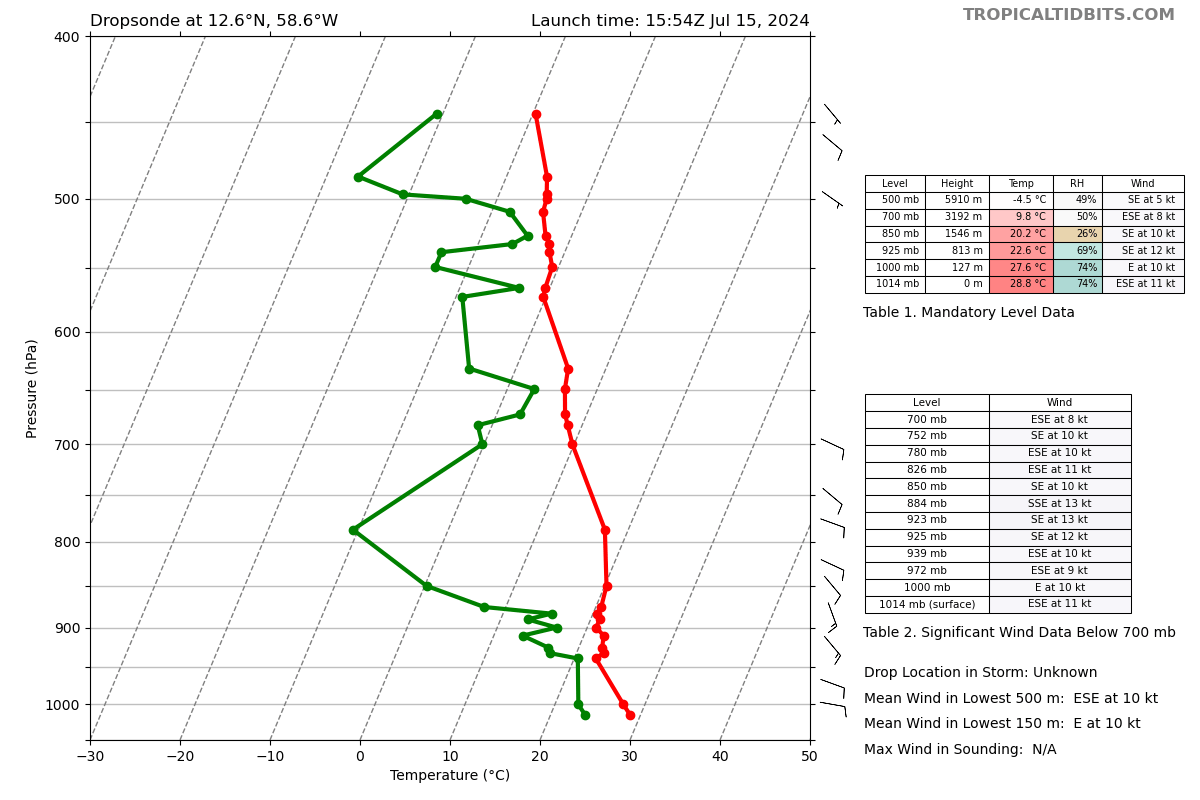 Dropsonde at 12.6°N, 58.6°W
Launch time: 15:54Z Jul 15, 2024
TROPICALTIDBITS.COM
400
500
600
700
800
900
1000
Pressure (hPa)
−30 −20 −10 0 10 20 30 40 50
Temperature (°C)
Level Height Temp RH Wind
500 mb 5910 m -4.5 °C 49% SE at 5 kt
700 mb 3192 m 9.8 °C 50% ESE at 8 kt
850 mb 1546 m 20.2 °C 26% SE at 10 kt
925 mb 813 m 22.6 °C 69% SE at 12 kt
1000 mb 127 m 27.6 °C 74% E at 10 kt
1014 mb 0 m 28.8 °C 74% ESE at 11 kt
Table 1. Mandatory Level Data
Level Wind
700 mb ESE at 8 kt
752 mb SE at 10 kt
780 mb ESE at 10 kt
826 mb ESE at 11 kt
850 mb SE at 10 kt
884 mb SSE at 13 kt
923 mb SE at 13 kt
925 mb SE at 12 kt
939 mb ESE at 10 kt
972 mb ESE at 9 kt
1000 mb E at 10 kt
1014 mb (surface) ESE at 11 kt
Table 2. Significant Wind Data Below 700 mb
Drop Location in Storm: Unknown
Mean Wind in Lowest 500 m: ESE at 10 kt
Mean Wind in Lowest 150 m: E at 10 kt
Max Wind in Sounding: N/A